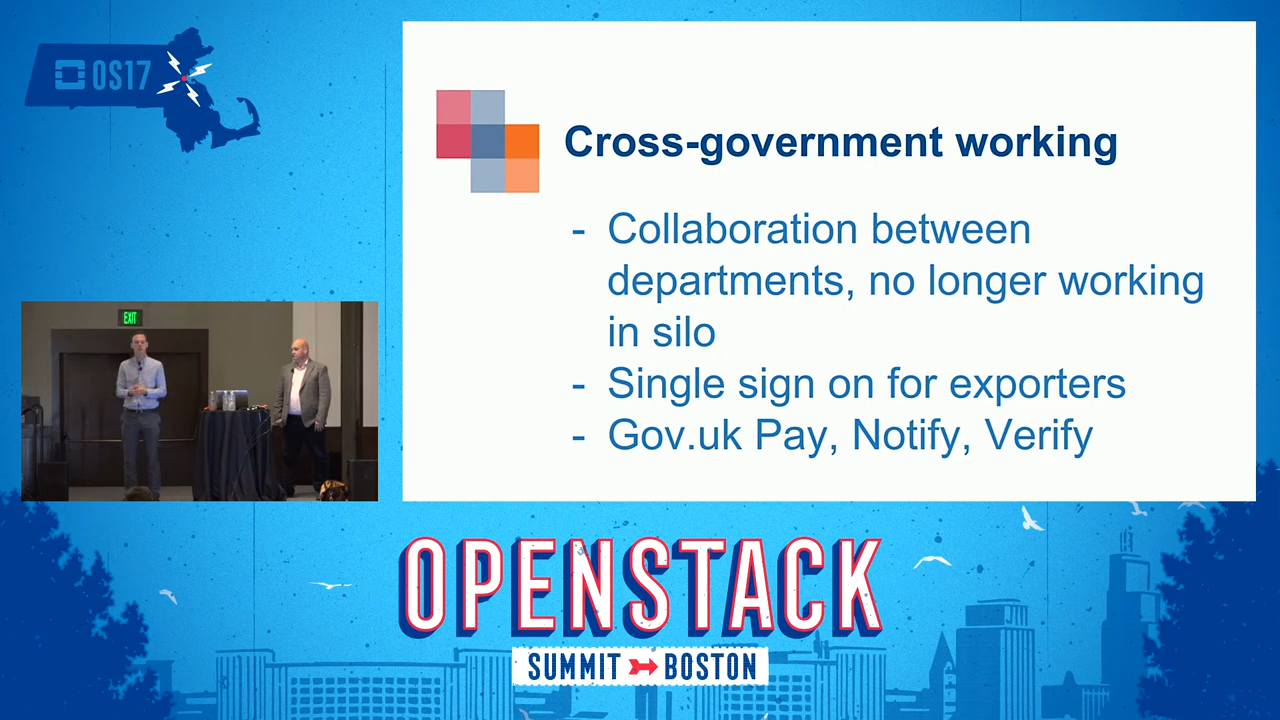 OS17
EXIT
Cross-government working
- Collaboration between
departments, no longer working
in silo
- Single sign on for exporters
- Gov.uk Pay, Notify, Verify
OPENSTACK
SUMMIT BOSTON